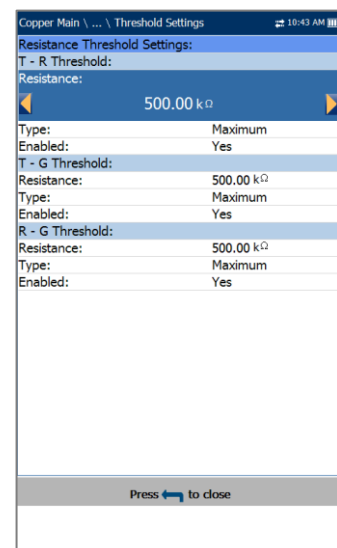 Copper Main \ ... \ Threshold Settings 10:43 AM
Resistance Threshold Settings:
T - R Threshold:
Resistance:
500.00 kΩ
Type: Maximum
Enabled: Yes
T - G Threshold:
Resistance: 500.00 kΩ
Type: Maximum
Enabled: Yes
R - G Threshold:
Resistance: 500.00 kΩ
Type: Maximum
Enabled: Yes
Press to close